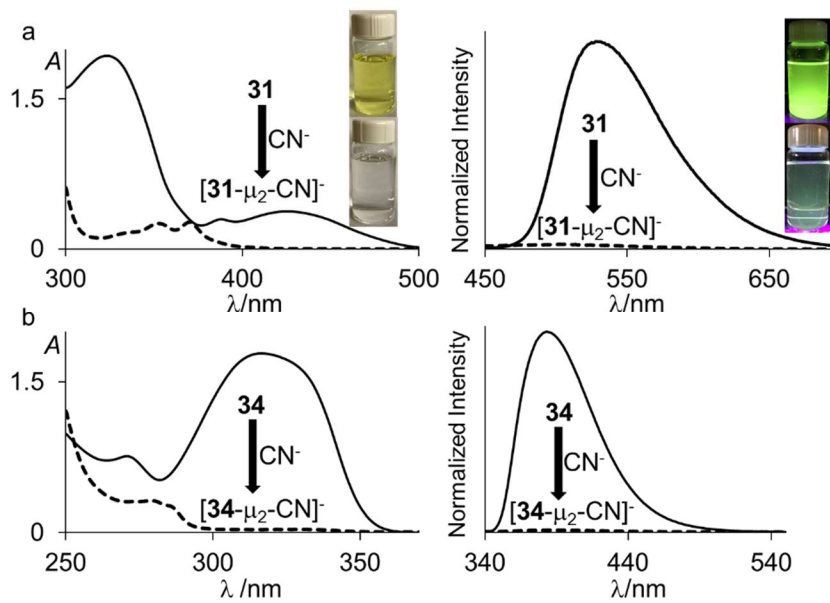 a
A
1.5
0
31
CN-
[31-μ2-CN]-
300
400
500
λ/nm
Normalized Intensity
31
CN-
[31-μ2-CN]-
450
550
650
λ/nm
b
A
1.5
0
34
CN-
[34-μ2-CN]-
250
300
350
λ /nm
Normalized Intensity
34
CN-
[34-μ2-CN]-
340
440
540
λ/nm